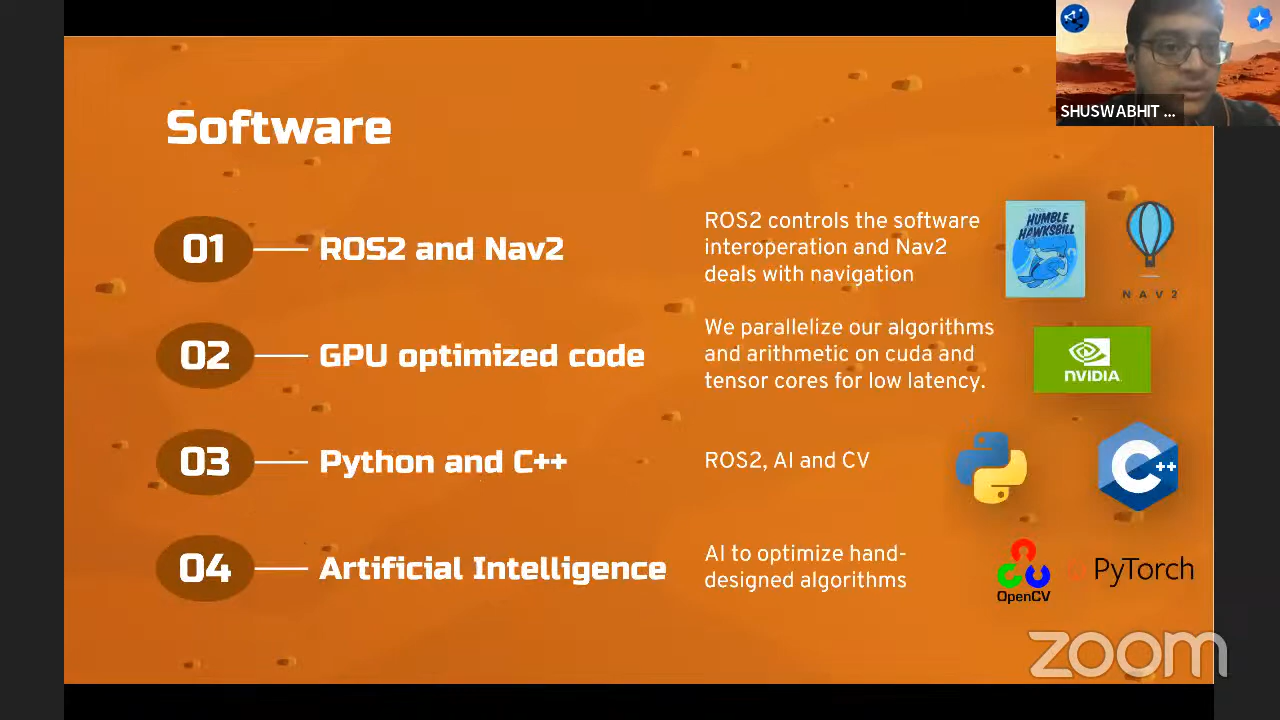 SHUSWABHIT ...
Software
01
ROS2 and Nav2
ROS2 controls the software
interoperation and Nav2
deals with navigation
HUMBLE
HAWKSBILL
NAV2
02
GPU optimized code
We parallelize our algorithms
and arithmetic on cuda and
tensor cores for low latency.
NVIDIA
03
Python and C++
ROS2, AI and CV
C++
04
Artificial Intelligence
AI to optimize hand-
designed algorithms
OpenCV
PyTorch
zoom